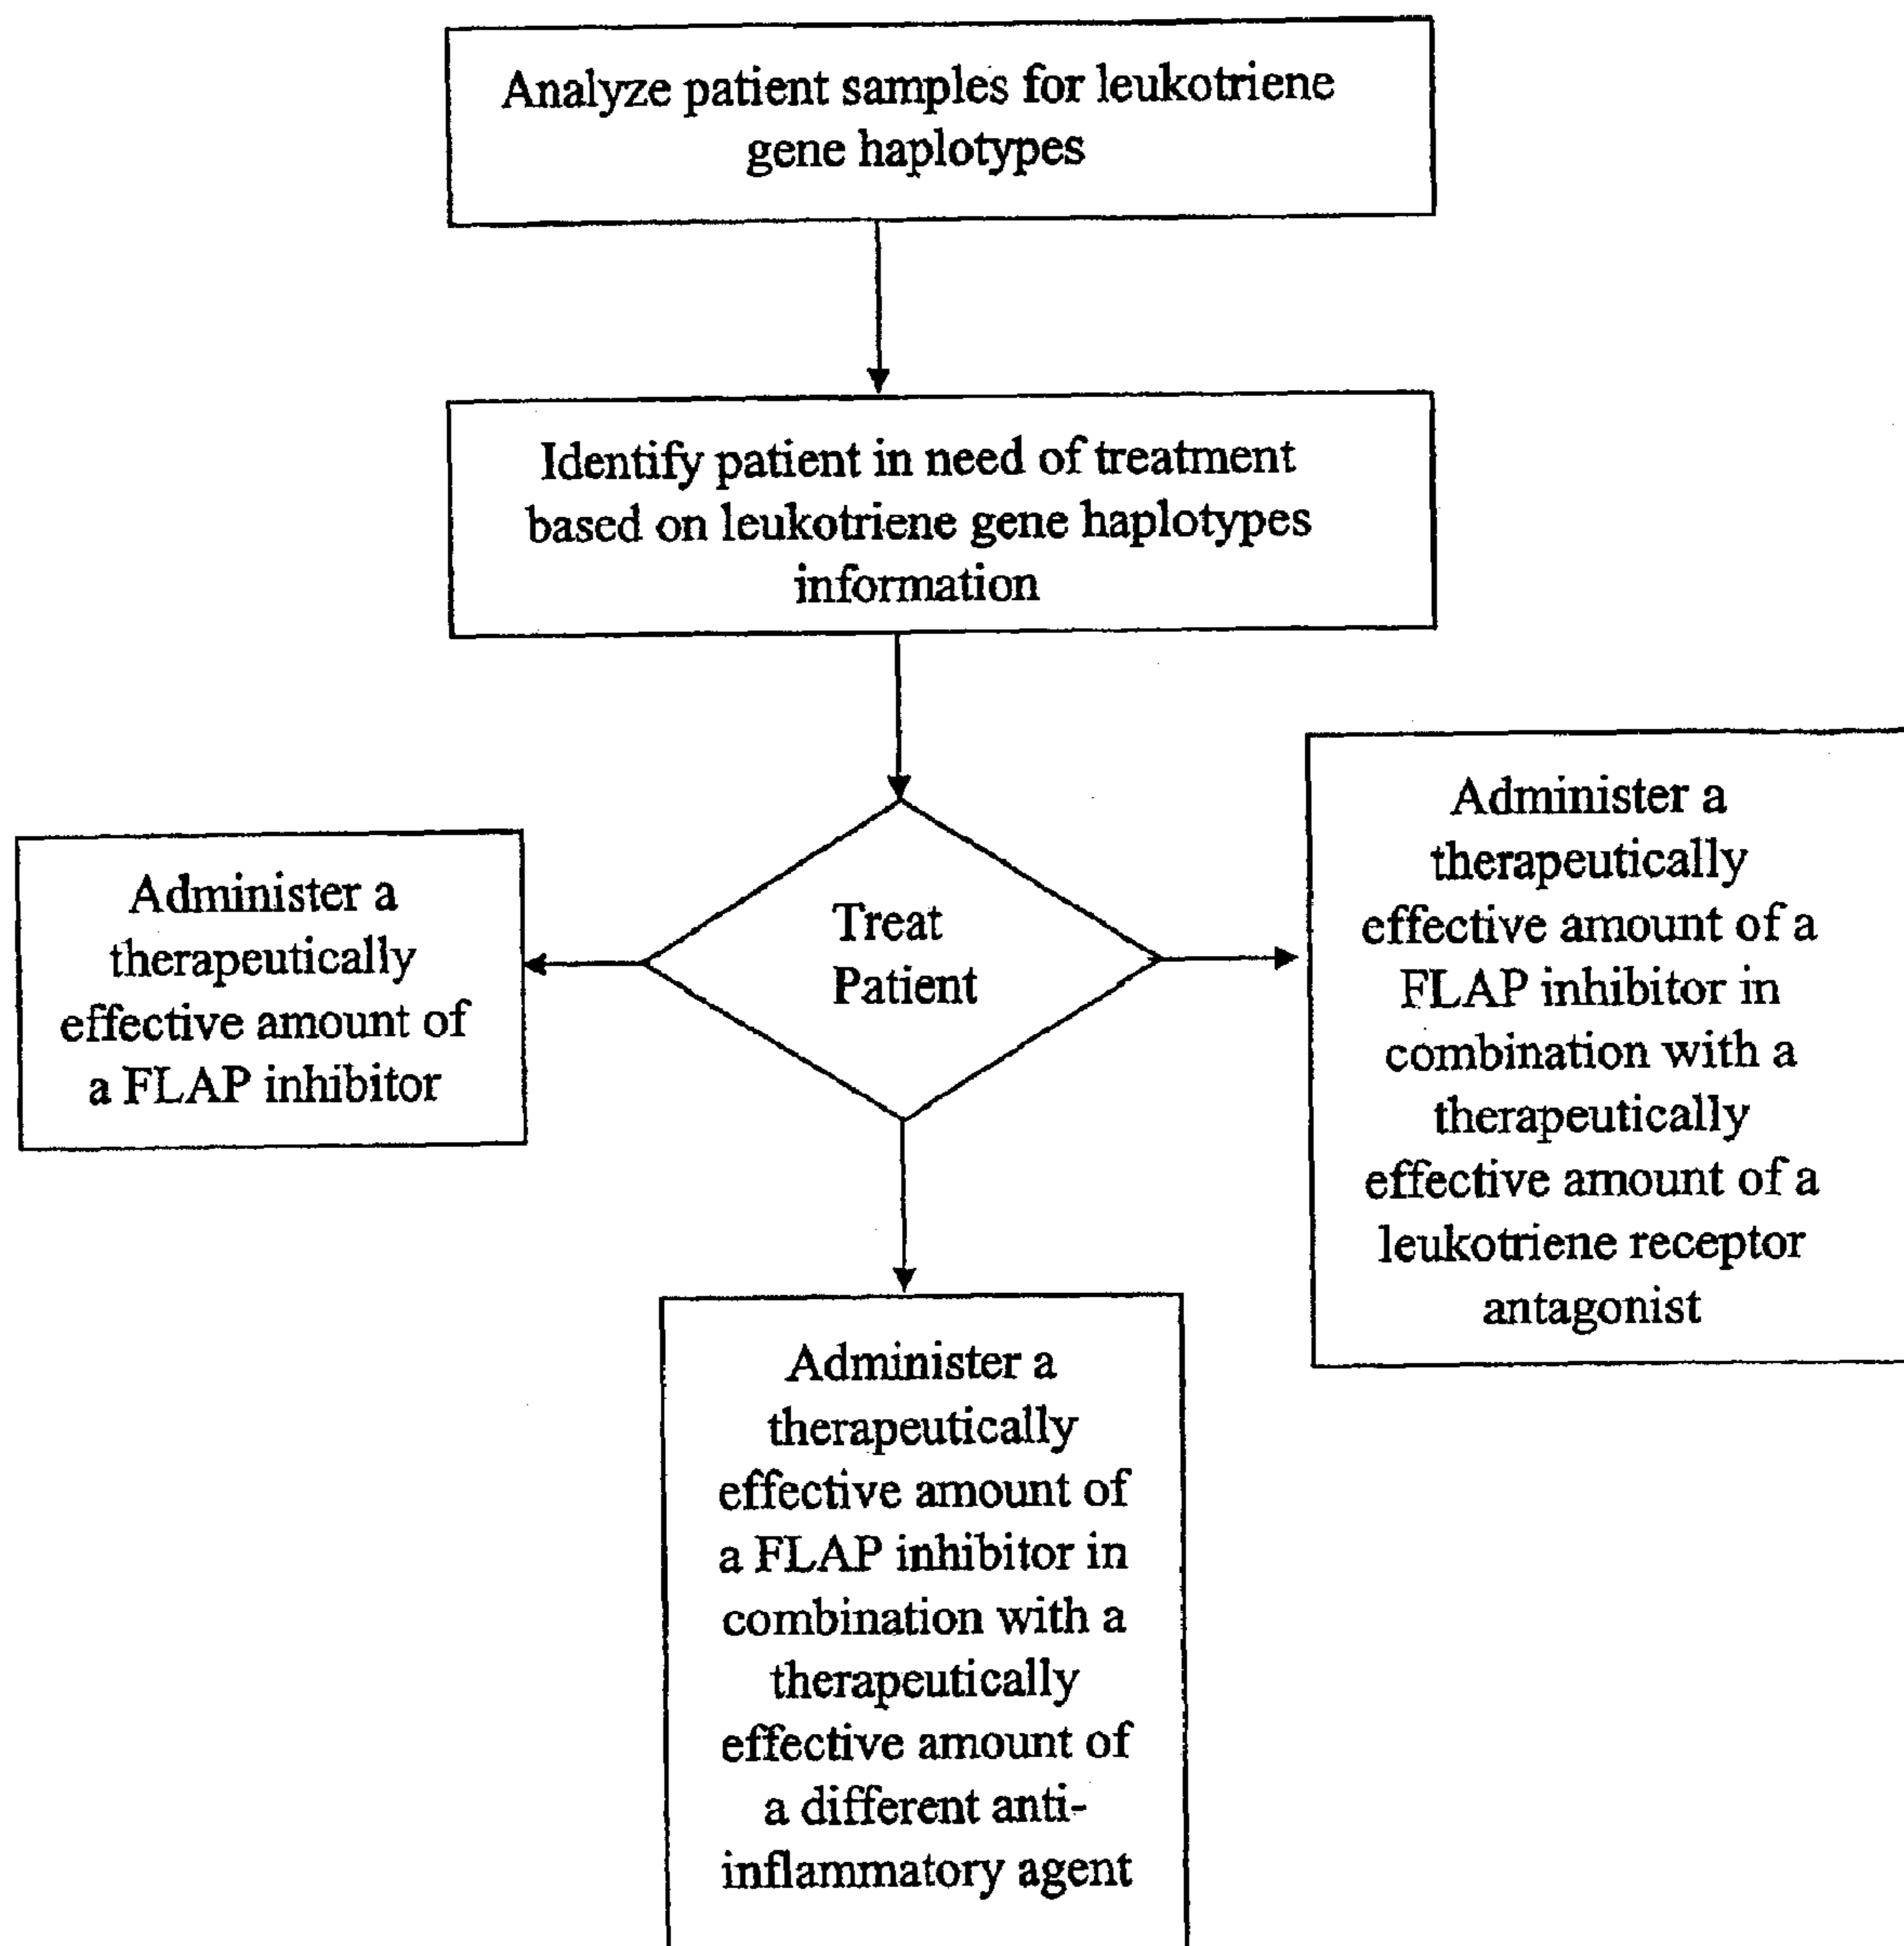 Analyze patient samples for leukotriene
gene haplotypes
Identify patient in need of treatment
based on leukotriene gene haplotypes
information
Treat
Patient
Administer a
therapeutically
effective amount of
a FLAP inhibitor
Administer a
therapeutically
effective amount of a
FLAP inhibitor in
combination with a
therapeutically
effective amount of a
leukotriene receptor
antagonist
Administer a
therapeutically
effective amount of
a FLAP inhibitor in
combination with a
therapeutically
effective amount of
a different anti-
inflammatory agent